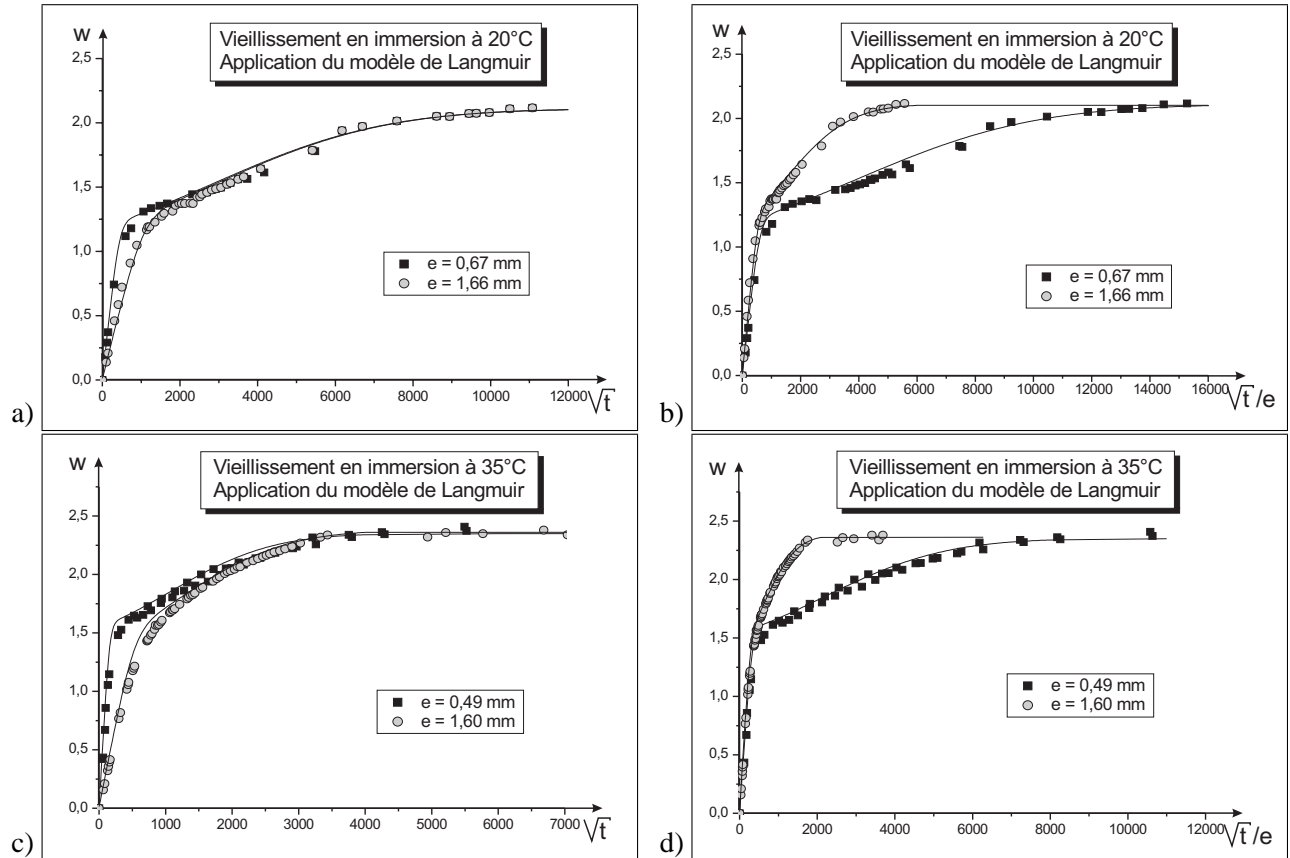 W
2,5
2,0
1,5
1,0
0,5
0,0
Vieillissement en immersion à 20°C
Application du modèle de Langmuir
e = 0,67 mm
e = 1,66 mm
0 2000 4000 6000 8000 10000 12000
√t
a)
W
2,5
2,0
1,5
1,0
0,5
0,0
Vieillissement en immersion à 20°C
Application du modèle de Langmuir
e = 0,67 mm
e = 1,66 mm
0 2000 4000 6000 8000 10000 12000 14000 16000
√t /e
b)
W
2,5
2,0
1,5
1,0
0,5
0,0
Vieillissement en immersion à 35°C
Application du modèle de Langmuir
e = 0,49 mm
e = 1,60 mm
0 1000 2000 3000 4000 5000 6000 7000
√t
c)
W
2,5
2,0
1,5
1,0
0,5
0,0
Vieillissement en immersion à 35°C
Application du modèle de Langmuir
e = 0,49 mm
e = 1,60 mm
0 2000 4000 6000 8000 10000 12000
√t /e
d)